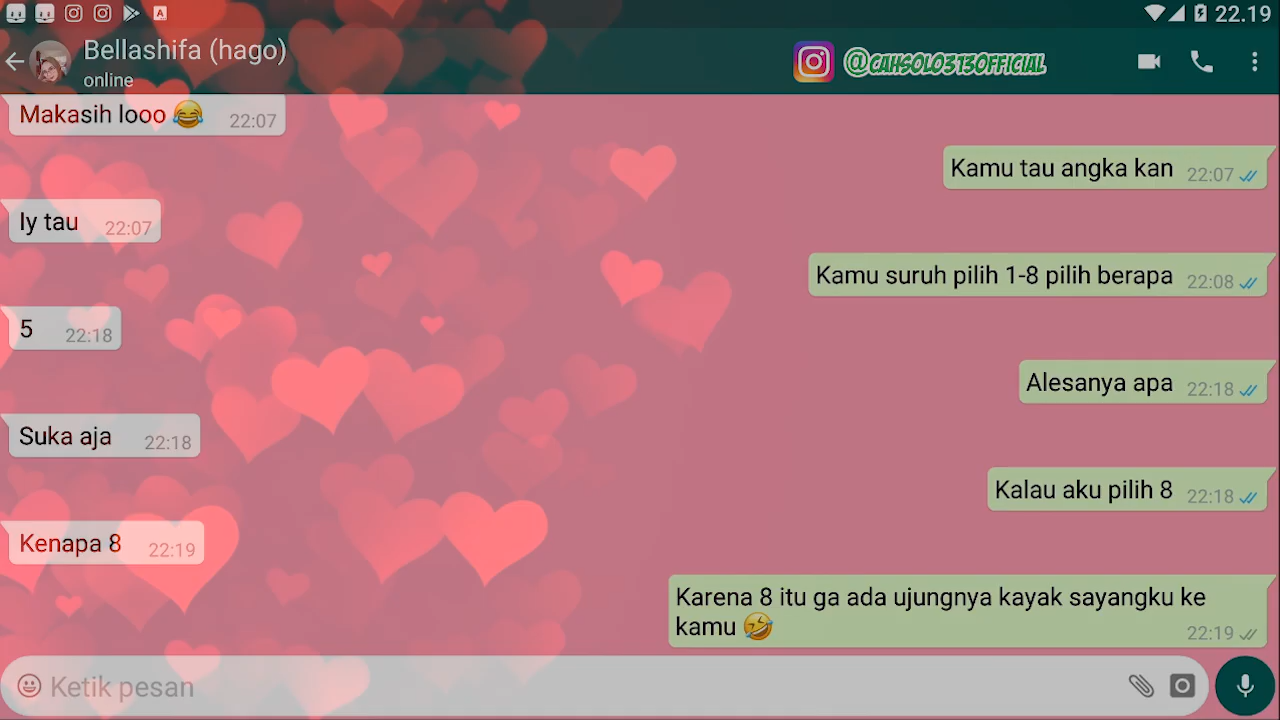 22.19
Bellashifa (hago)
online
@CAHSOLO313OFFICIAL
Makasih looo 😂 22:07
Kamu tau angka kan 22:07
Iy tau 22:07
Kamu suruh pilih 1-8 pilih berapa 22:08
5 22:18
Alesanya apa 22:18
Suka aja 22:18
Kalau aku pilih 8 22:18
Kenapa 8 22:19
Karena 8 itu ga ada ujungnya kayak sayangku ke
kamu 🤣 22:19
Ketik pesan